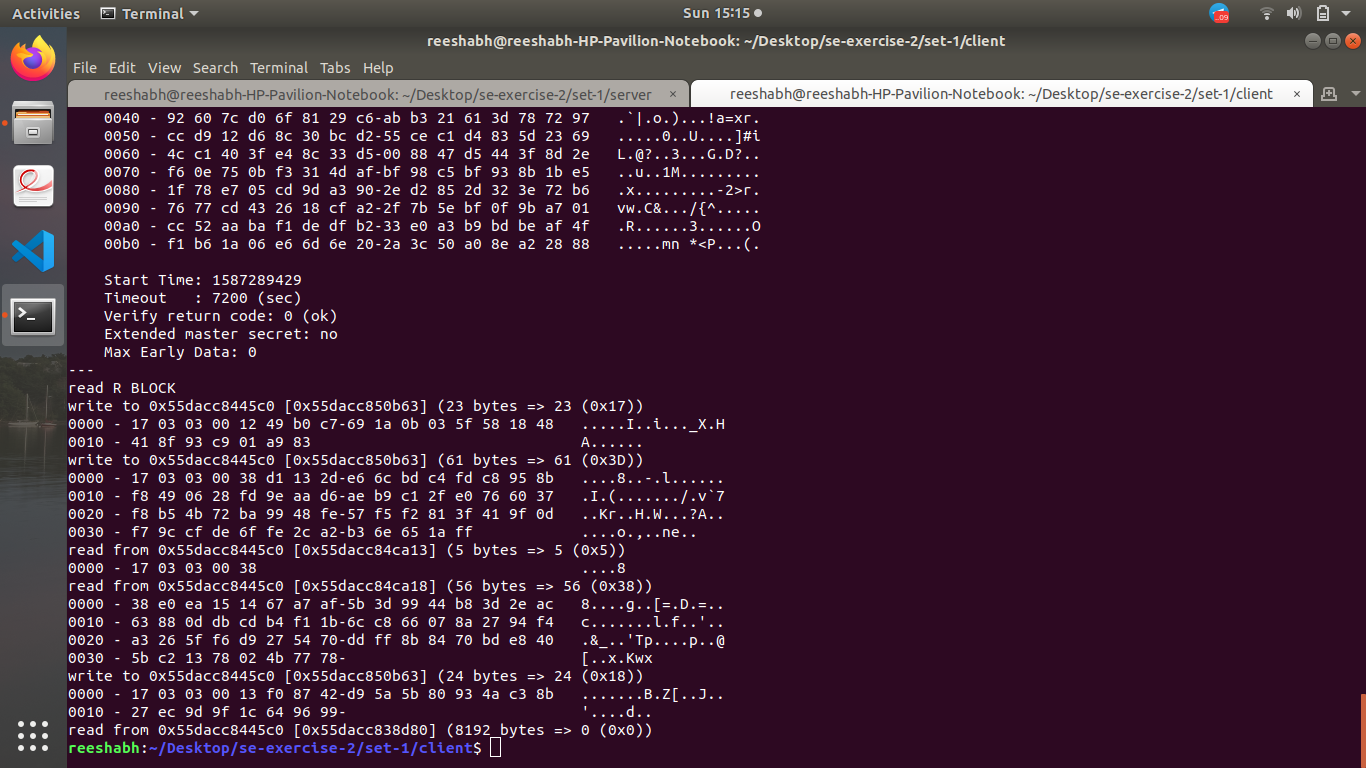 Activities Terminal Sun 15:15
.09
reeshabh@reeshabh-HP-Pavilion-Notebook: ~/Desktop/se-exercise-2/set-1/client
File Edit View Search Terminal Tabs Help
reeshabh@reeshabh-HP-Pavilion-Notebook: ~/Desktop/se-exercise-2/set-1/server × reeshabh@reeshabh-HP-Pavilion-Notebook: ~/Desktop/se-exercise-2/set-1/client ×
    0040 - 92 60 7c d0 6f 81 29 c6-ab b3 21 61 3d 78 72 97   .`|.o.)...!a=xr.
    0050 - cc d9 12 d6 8c 30 bc d2-55 ce c1 d4 83 5d 23 69   .....0..U....]#i
    0060 - 4c c1 40 3f e4 8c 33 d5-00 88 47 d5 44 3f 8d 2e   L.@?..3...G.D?..
    0070 - f6 0e 75 0b f3 31 4d af-bf 98 c5 bf 93 8b 1b e5   ..u..1M.........
    0080 - 1f 78 e7 05 cd 9d a3 90-2e d2 85 2d 32 3e 72 b6   .x.........-2>r.
    0090 - 76 77 cd 43 26 18 cf a2-2f 7b 5e bf 0f 9b a7 01   vw.C&.../{^.....
    00a0 - cc 52 aa ba f1 de df b2-33 e0 a3 b9 bd be af 4f   .R......3......O
    00b0 - f1 b6 1a 06 e6 6d 6e 20-2a 3c 50 a0 8e a2 28 88   .....mn *<P...(.
    Start Time: 1587289429
    Timeout   : 7200 (sec)
    Verify return code: 0 (ok)
    Extended master secret: no
    Max Early Data: 0
---
read R BLOCK
write to 0x55dacc8445c0 [0x55dacc850b63] (23 bytes => 23 (0x17))
0000 - 17 03 03 00 12 49 b0 c7-69 1a 0b 03 5f 58 18 48   .....I..i..._X.H
0010 - 41 8f 93 c9 01 a9 83                              A......
write to 0x55dacc8445c0 [0x55dacc850b63] (61 bytes => 61 (0x3D))
0000 - 17 03 03 00 38 d1 13 2d-e6 6c bd c4 fd c8 95 8b   ....8..-.l......
0010 - f8 49 06 28 fd 9e aa d6-ae b9 c1 2f e0 76 60 37   .I.(......./.v`7
0020 - f8 b5 4b 72 ba 99 48 fe-57 f5 f2 81 3f 41 9f 0d   ..Kr..H.W...?A..
0030 - f7 9c cf de 6f fe 2c a2-b3 6e 65 1a ff            ....o.,..ne..
read from 0x55dacc8445c0 [0x55dacc84ca13] (5 bytes => 5 (0x5))
0000 - 17 03 03 00 38                                    ....8
read from 0x55dacc8445c0 [0x55dacc84ca18] (56 bytes => 56 (0x38))
0000 - 38 e0 ea 15 14 67 a7 af-5b 3d 99 44 b8 3d 2e ac   8....g..[=.D.=..
0010 - 63 88 0d db cd b4 f1 1b-6c c8 66 07 8a 27 94 f4   c.......l.f..'..
0020 - a3 26 5f f6 d9 27 54 70-dd ff 8b 84 70 bd e8 40   .&_..'Tp....p..@
0030 - 5b c2 13 78 02 4b 77 78-                          [..x.Kwx
write to 0x55dacc8445c0 [0x55dacc850b63] (24 bytes => 24 (0x18))
0000 - 17 03 03 00 13 f0 87 42-d9 5a 5b 80 93 4a c3 8b   .......B.Z[..J..
0010 - 27 ec 9d 9f 1c 64 96 99-                          '....d..
read from 0x55dacc8445c0 [0x55dacc838d80] (8192 bytes => 0 (0x0))
reeshabh:~/Desktop/se-exercise-2/set-1/client$